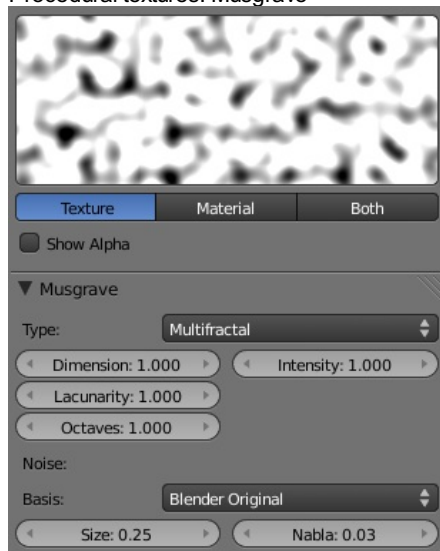 Procedural textures: Musgrave
Texture Material Both
Show Alpha
Musgrave
Type: Multifractal
Dimension: 1.000 Intensity: 1.000
Lacunarity: 1.000
Octaves: 1.000
Noise:
Basis: Blender Original
Size: 0.25 Nabla: 0.03